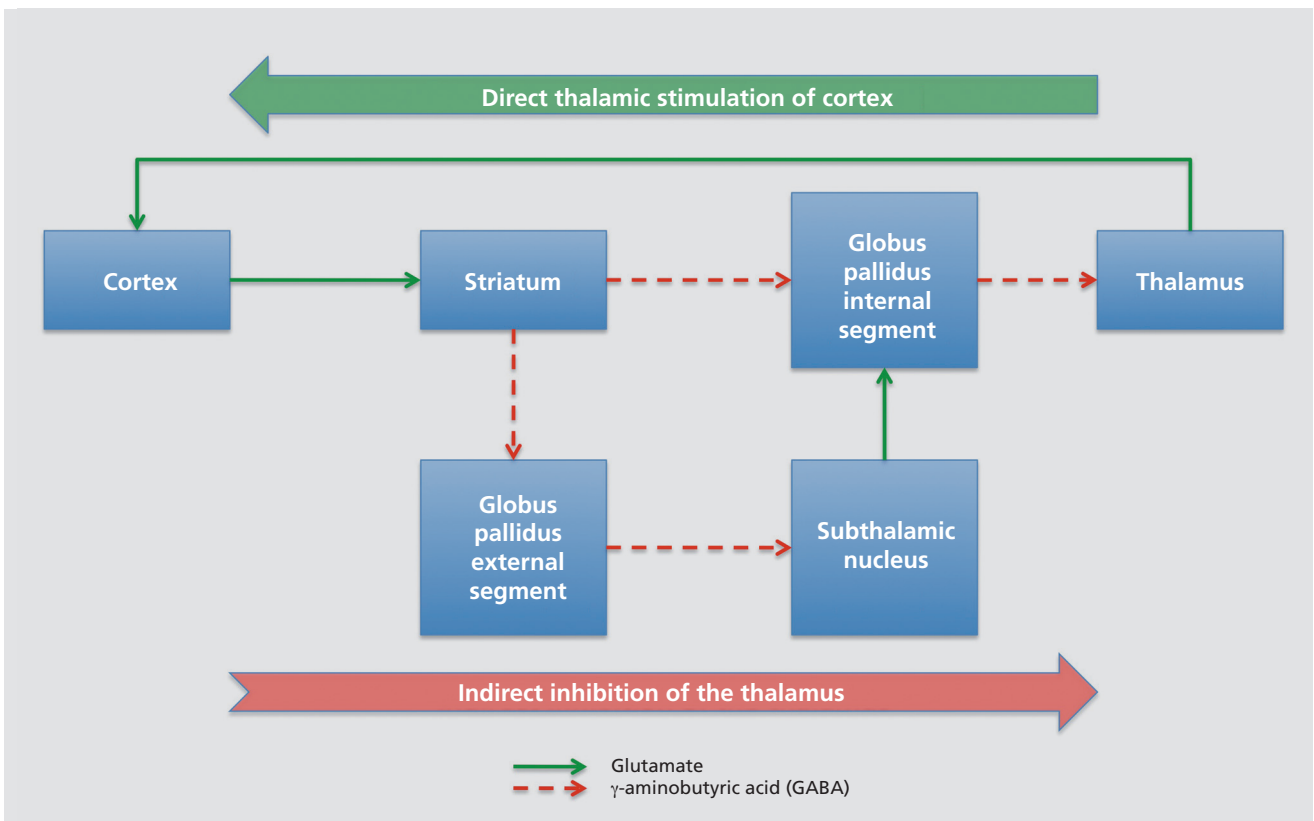 Direct thalamic stimulation of cortex
Cortex
Striatum
Globus
pallidus
internal
segment
Thalamus
Globus
pallidus
external
segment
Subthalamic
nucleus
Indirect inhibition of the thalamus
Glutamate
γ-aminobutyric acid (GABA)